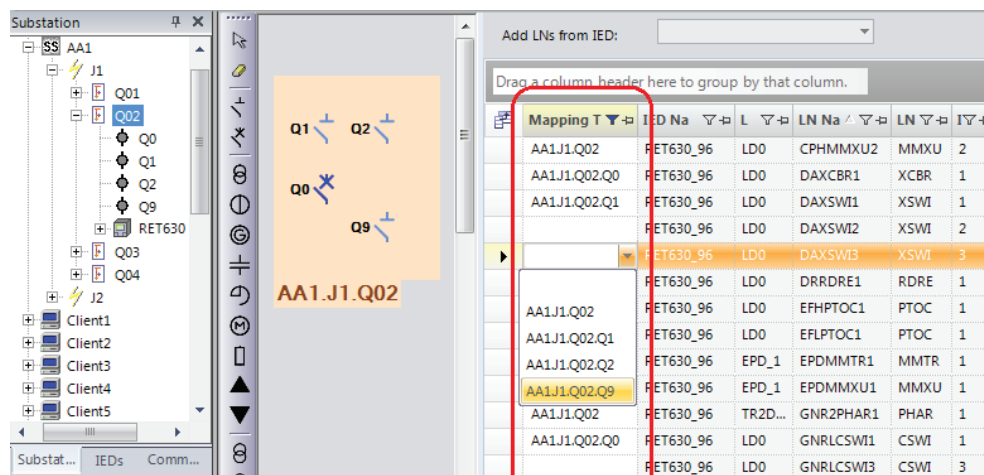 Substation
SS AA1
J1
Q01
Q02
Q0
Q1
Q2
Q9
RET630
Q03
Q04
J2
Client1
Client2
Client3
Client4
Client5
Substat... IEDs Comm...
M
Q1 Q2
Q0
Q9
AA1.J1.Q02
Add LNs from IED:
Drag a column header here to group by that column.
Mapping T IED Na L LN Na LN I
AA1J1.Q02 RET630_96 LD0 CPHMMXU2 MMXU 2
AA1J1.Q02.Q0 RET630_96 LD0 DAXCBR1 XCBR 1
AA1J1.Q02.Q1 RET630_96 LD0 DAXSWI1 XSWI 1
RET630_96 LD0 DAXSWI2 XSWI 2
RET630_96 LD0 DAXSWI3 XSWI 3
RET630_96 LD0 DRRDRE1 RDRE 1
AA1J1.Q02 RET630_96 LD0 EFHPTOC1 PTOC 1
AA1J1.Q02.Q1 RET630_96 LD0 EFLPTOC1 PTOC 1
AA1J1.Q02.Q2 RET630_96 EPD_1 EPDMMTR1 MMTR 1
AA1J1.Q02.Q9 RET630_96 EPD_1 EPDMMXU1 MMXU 1
AA1J1.Q02 RET630_96 TR2D... GNR2PHAR1 PHAR 1
AA1J1.Q02.Q0 RET630_96 LD0 GNRLCSWI1 CSWI 1
RET630_96 LD0 GNRLCSWI3 CSWI 3